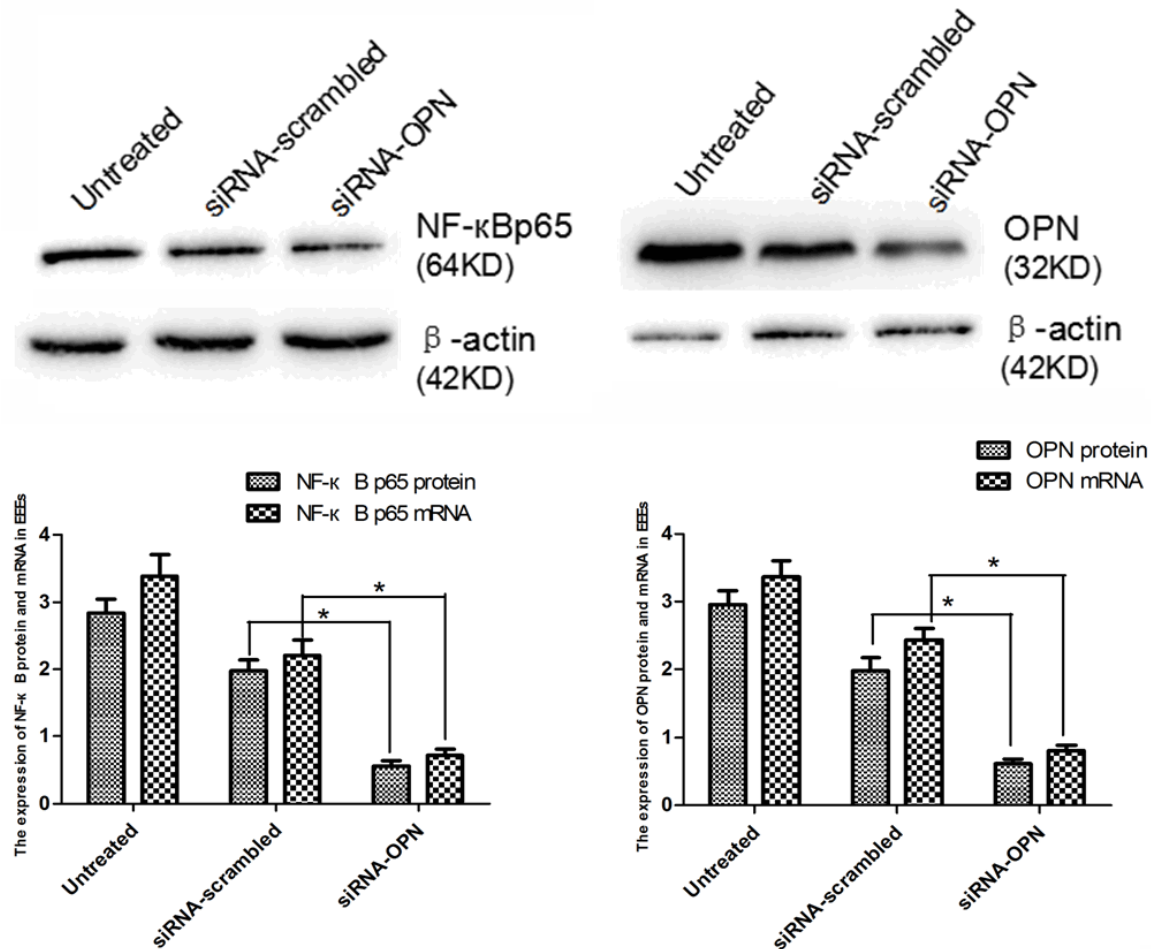 Untreated
siRNA-scrambled
siRNA-OPN
NF-κBp65
(64KD)
β-actin
(42KD)
Untreated
siRNA-scrambled
siRNA-OPN
OPN
(32KD)
β-actin
(42KD)
NF-κ B p65 protein
NF-κ B p65 mRNA
The expression of NF-κ B protein and mRNA in EEEs
4
3
2
1
0
*
*
Untreated
siRNA-scrambled
siRNA-OPN
OPN protein
OPN mRNA
The expression of OPN protein and mRNA in EEEs
4
3
2
1
0
*
*
Untreated
siRNA-scrambled
siRNA-OPN